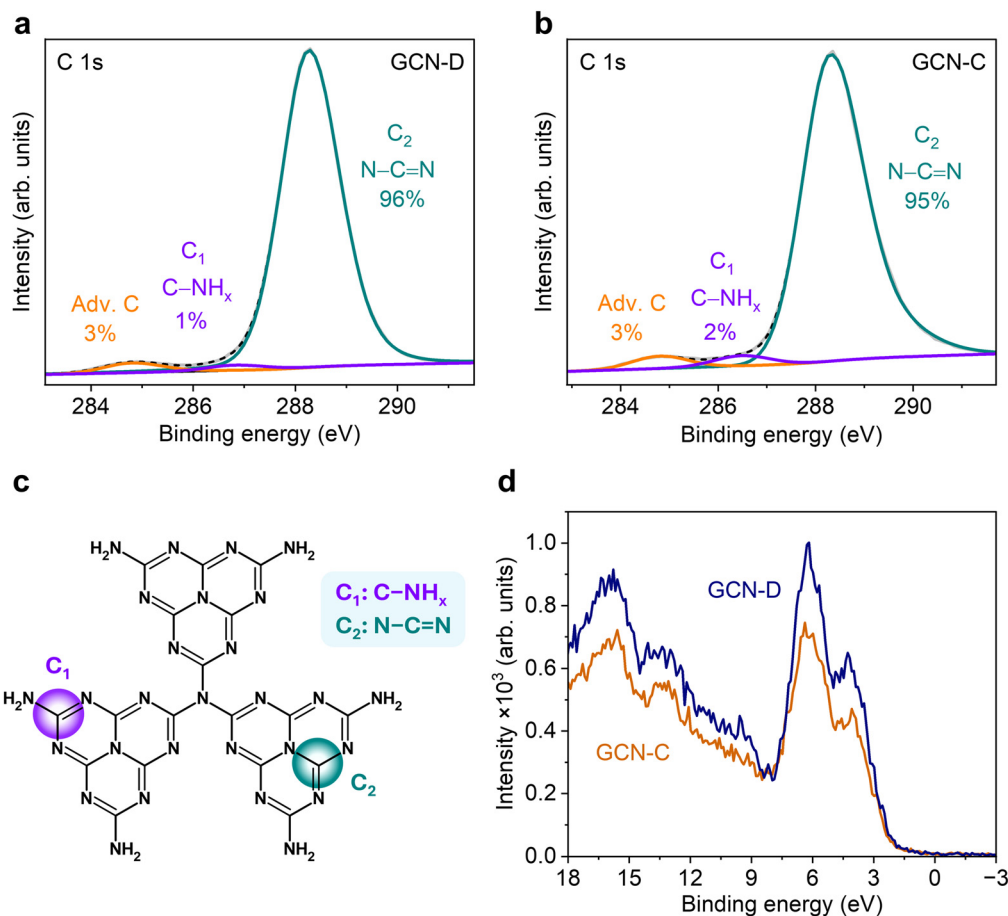 a
C 1s
GCN-D
C₂
N–C=N
96%
C₁
C–NHₓ
1%
Adv. C
3%
Intensity (arb. units)
284 286 288 290
Binding energy (eV)
b
C 1s
GCN-C
C₂
N–C=N
95%
C₁
C–NHₓ
2%
Adv. C
3%
Intensity (arb. units)
284 286 288 290
Binding energy (eV)
c
H₂N N N NH₂
N N N
N N
N
C₁: C–NHₓ
C₂: N–C=N
C₁
H₂N N N N N N NH₂
N N N N N N
N N N N
C₂
NH₂ NH₂
d
1.0
0.8
0.6
0.4
0.2
0.0
Intensity ×10³ (arb. units)
GCN-D
GCN-C
18 15 12 9 6 3 0 −3
Binding energy (eV)